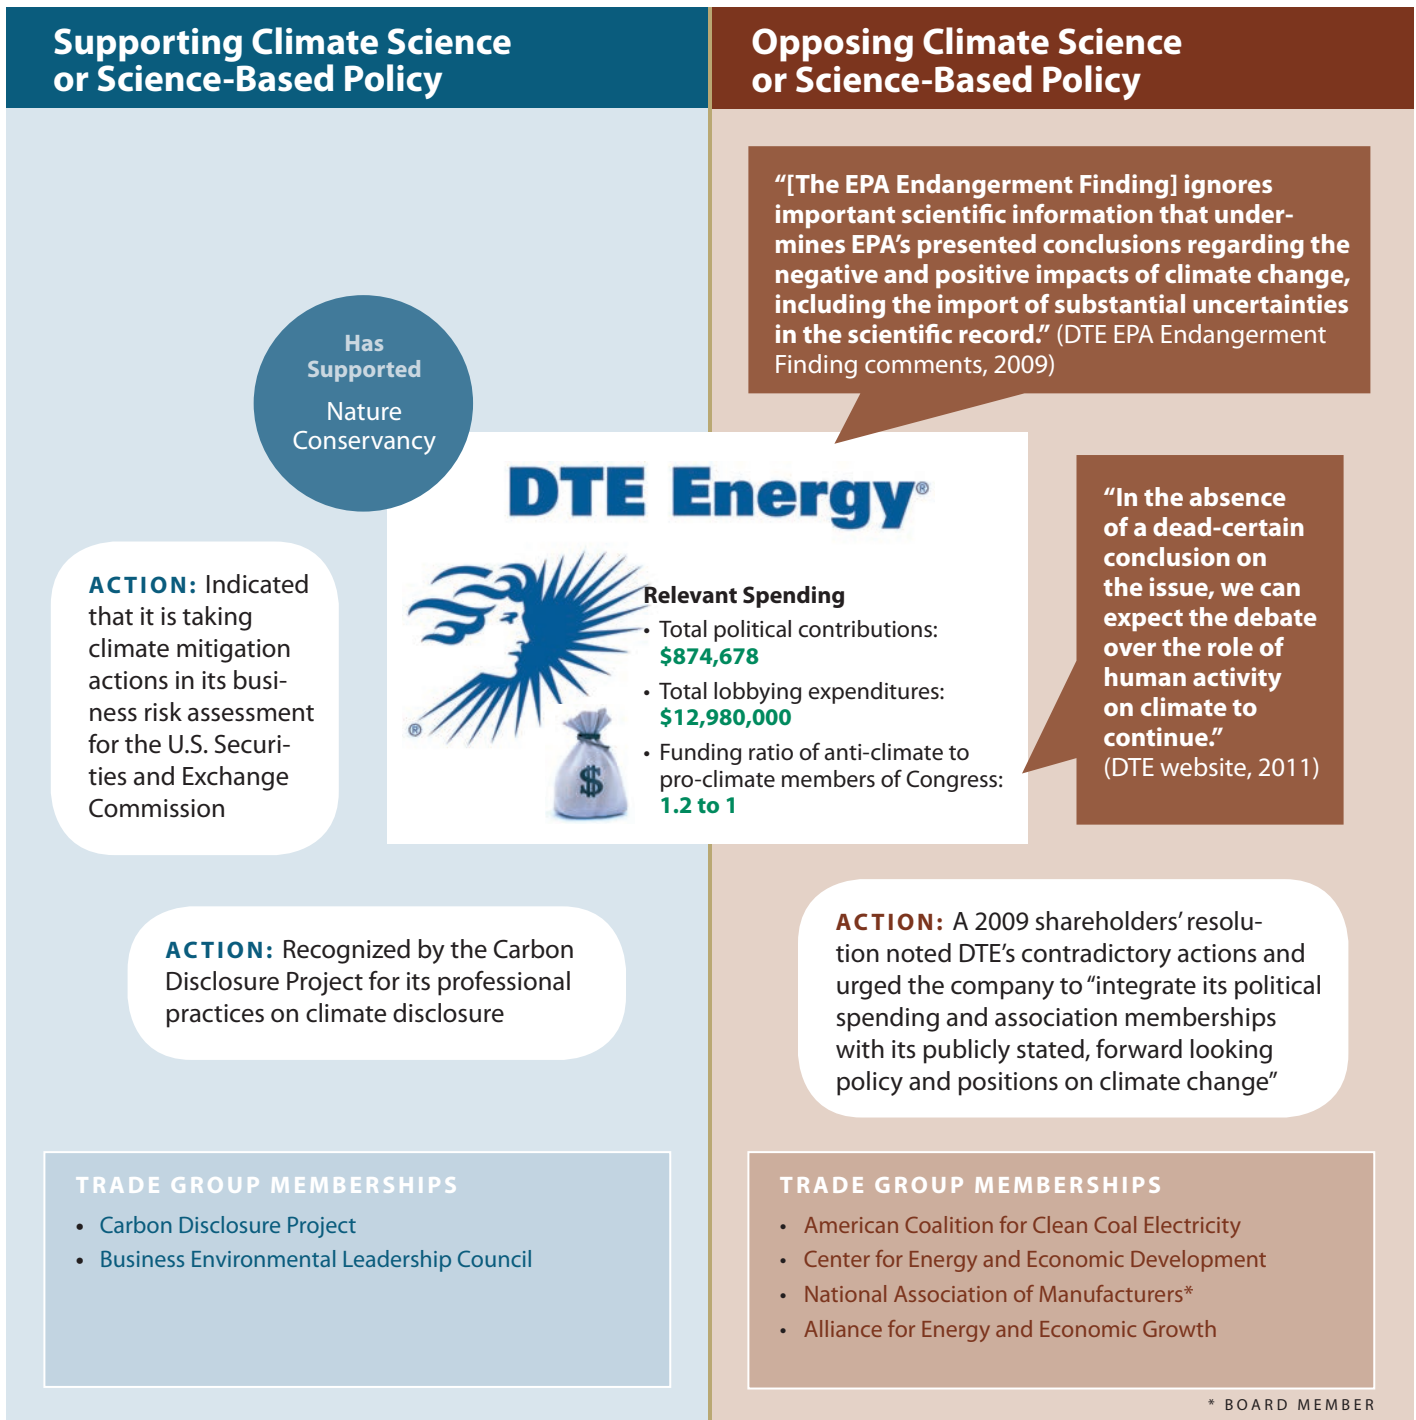 Supporting Climate Science
or Science-Based Policy
Opposing Climate Science
or Science-Based Policy
“[The EPA Endangerment Finding] ignores
important scientific information that under-
mines EPA’s presented conclusions regarding the
negative and positive impacts of climate change,
including the import of substantial uncertainties
in the scientific record.” (DTE EPA Endangerment
Finding comments, 2009)
Has
Supported
Nature
Conservancy
DTE Energy®
“In the absence
of a dead-certain
conclusion on
the issue, we can
expect the debate
over the role of
human activity
on climate to
continue.”
(DTE website, 2011)
ACTION: Indicated
that it is taking
climate mitigation
actions in its busi-
ness risk assessment
for the U.S. Securi-
ties and Exchange
Commission
®
$
Relevant Spending
• Total political contributions:
$874,678
• Total lobbying expenditures:
$12,980,000
• Funding ratio of anti-climate to
pro-climate members of Congress:
1.2 to 1
ACTION: Recognized by the Carbon
Disclosure Project for its professional
practices on climate disclosure
ACTION: A 2009 shareholders’ resolu-
tion noted DTE’s contradictory actions and
urged the company to “integrate its political
spending and association memberships
with its publicly stated, forward looking
policy and positions on climate change”
TRADE GROUP MEMBERSHIPS
• Carbon Disclosure Project
• Business Environmental Leadership Council
TRADE GROUP MEMBERSHIPS
• American Coalition for Clean Coal Electricity
• Center for Energy and Economic Development
• National Association of Manufacturers*
• Alliance for Energy and Economic Growth
* BOARD MEMBER